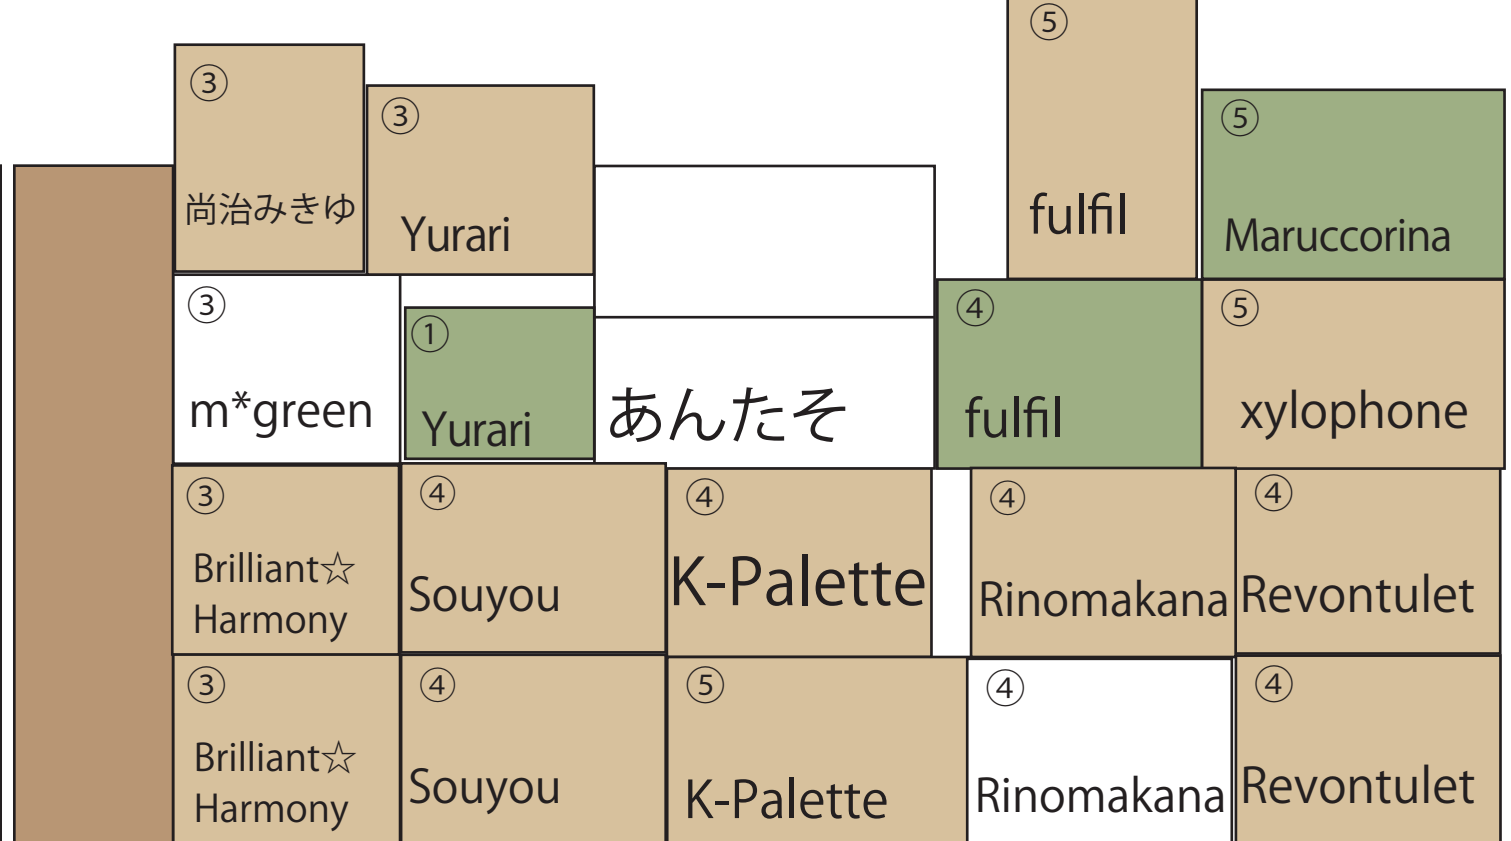 ③
尚治みきゆ
③
Yurari
⑤
fulfil
⑤
Maruccorina
③
m*green
①
Yurari
あんたそ
④
fulfil
⑤
xylophone
③
Brilliant☆
Harmony
④
Souyou
④
K-Palette
④
Rinomakana
④
Revontulet
③
Brilliant☆
Harmony
④
Souyou
⑤
K-Palette
④
Rinomakana
④
Revontulet